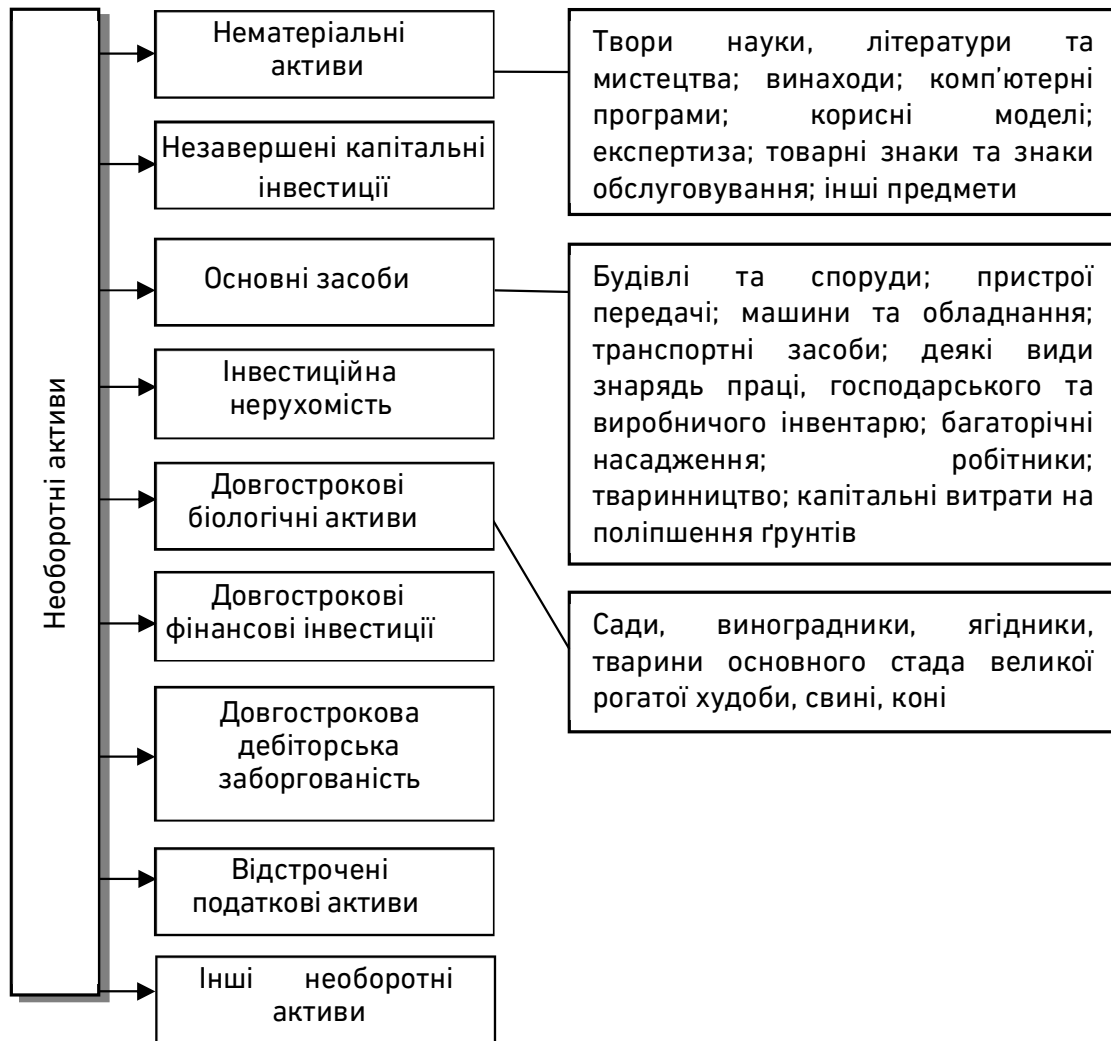 Необоротні активи
Нематеріальні
активи
Незавершені капітальні
інвестиції
Основні засоби
Інвестиційна
нерухомість
Довгострокові
біологічні активи
Довгострокові
фінансові інвестиції
Довгострокова
дебіторська
заборгованість
Відстрочені
податкові активи
Інші необоротні
активи
Твори науки, літератури та
мистецтва; винаходи; комп’ютерні
програми; корисні моделі;
експертиза; товарні знаки та знаки
обслуговування; інші предмети
Будівлі та споруди; пристрої
передачі; машини та обладнання;
транспортні засоби; деякі види
знарядь праці, господарського та
виробничого інвентарю; багаторічні
насадження; робітники;
тваринництво; капітальні витрати на
поліпшення ґрунтів
Сади, виноградники, ягідники,
тварини основного стада великої
рогатої худоби, свині, коні